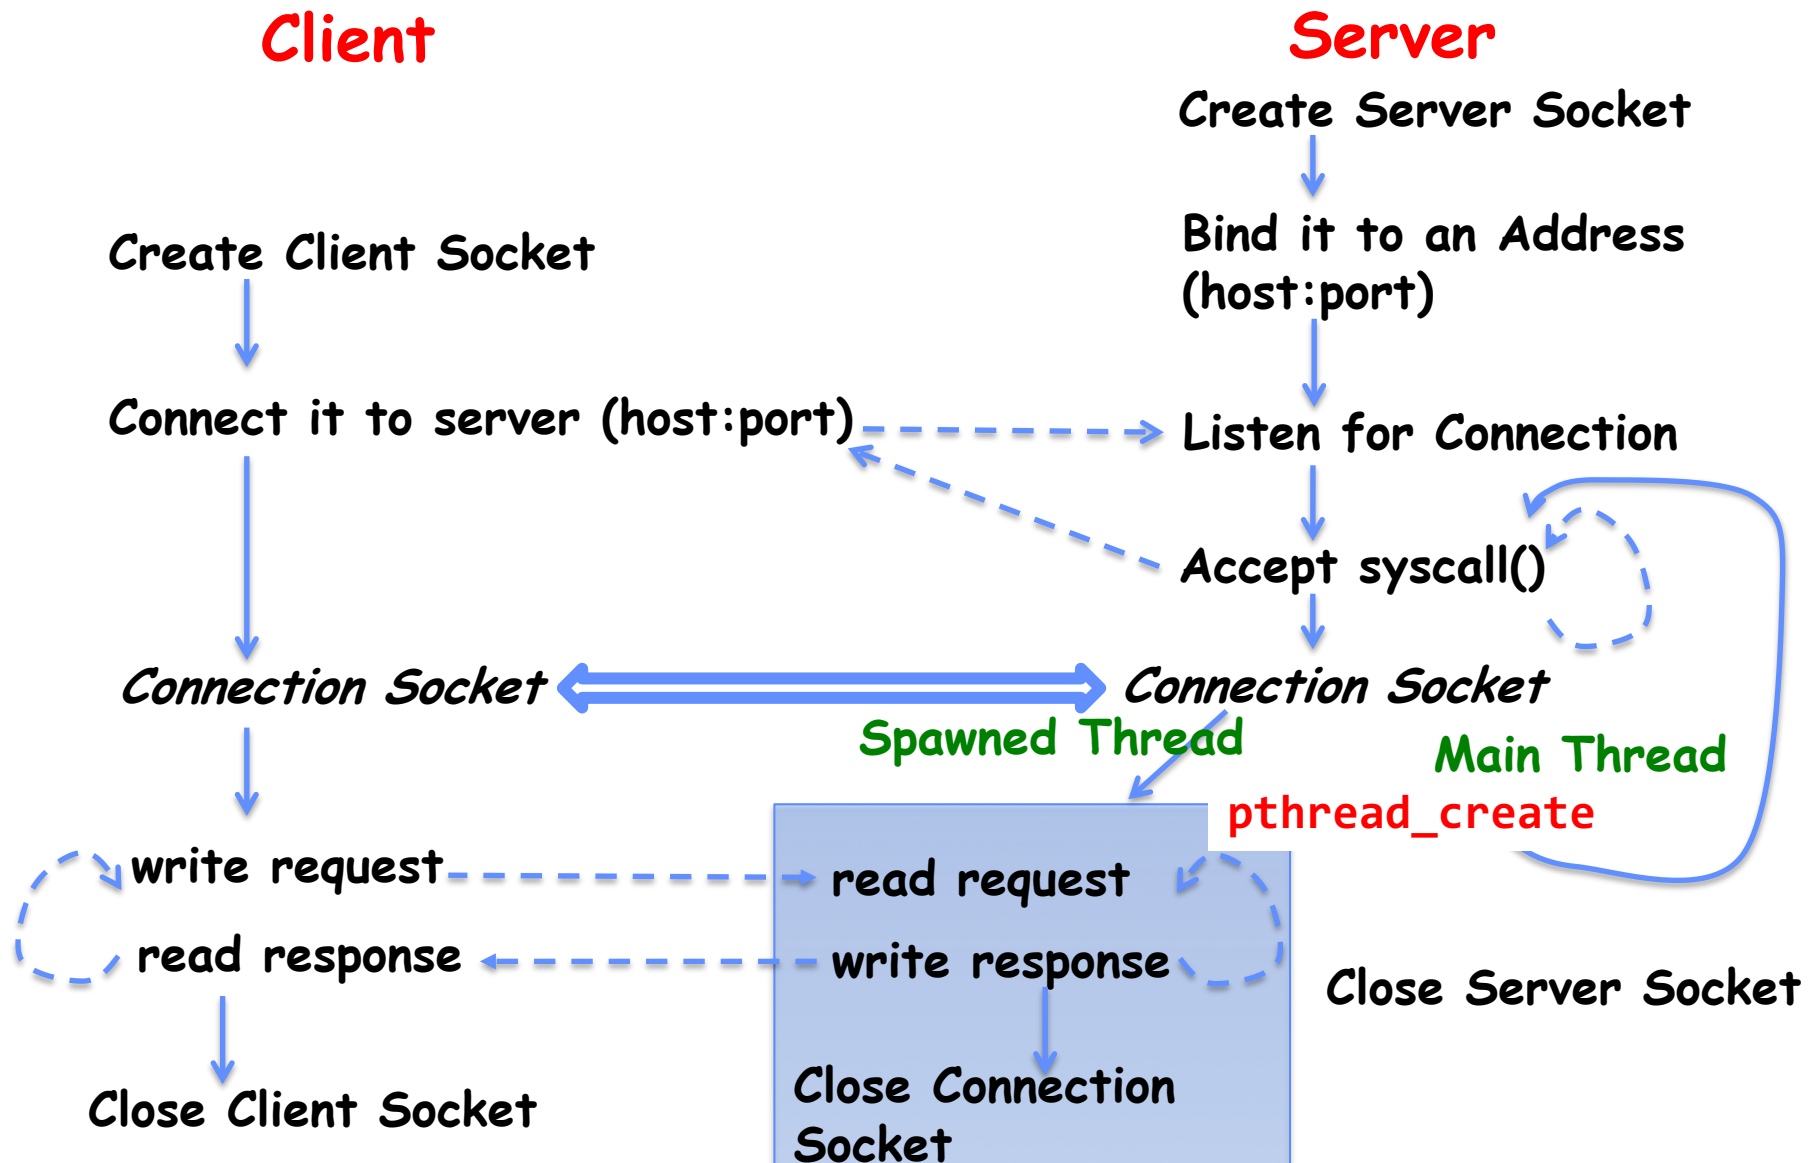 Client
Server
Create Server Socket
Bind it to an Address
(host:port)
Create Client Socket
Connect it to server (host:port)
Listen for Connection
Accept syscall()
Connection Socket
Connection Socket
Spawned Thread
Main Thread
pthread_create
write request
read request
read response
write response
Close Server Socket
Close Client Socket
Close Connection
Socket